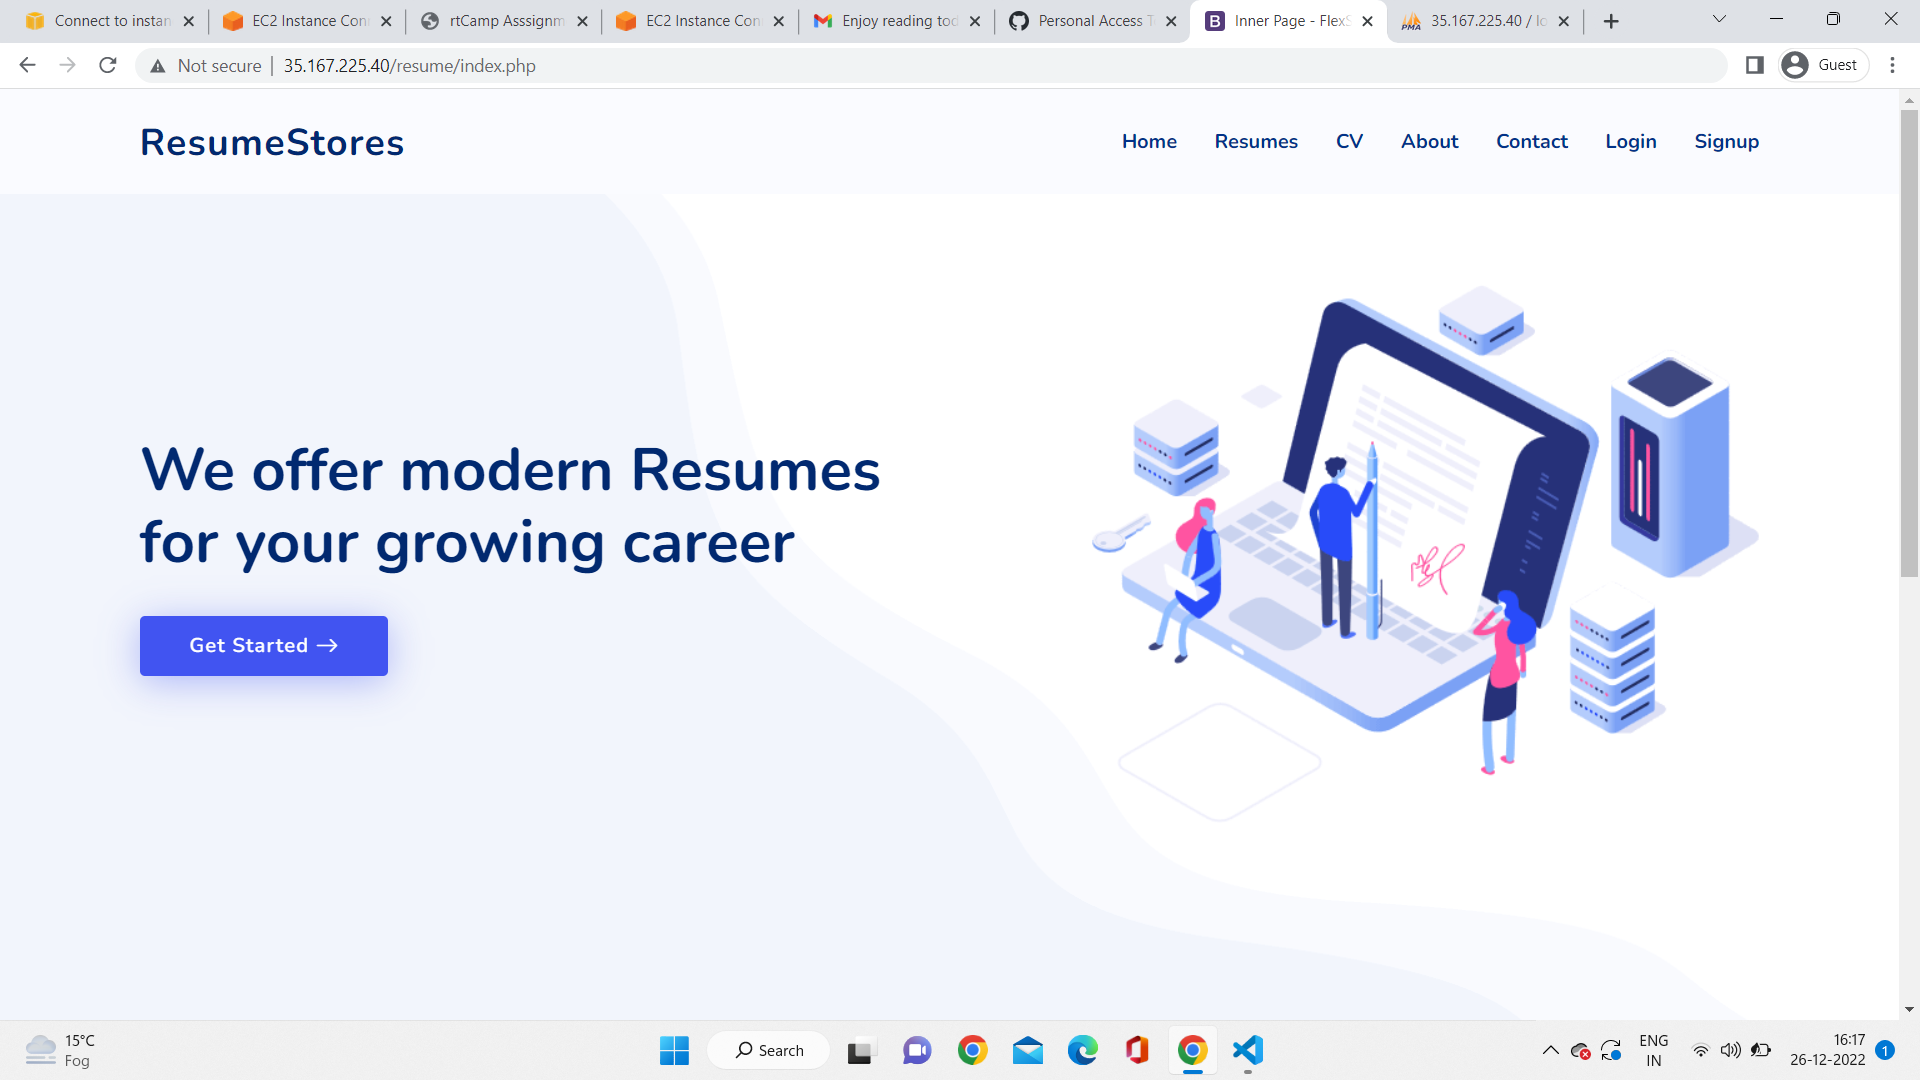 Connect to instan
EC2 Instance Con
rtCamp Asssignm
EC2 Instance Con
Enjoy reading tod
Personal Access T
Inner Page - Flex
35.167.225.40 / lo
Not secure
35.167.225.40/resume/index.php
Guest
ResumeStores
Home
Resumes
CV
About
Contact
Login
Signup
We offer modern Resumes
for your growing career
Get Started →
15°C
Fog
Search
ENG
IN
16:17
26-12-2022
1